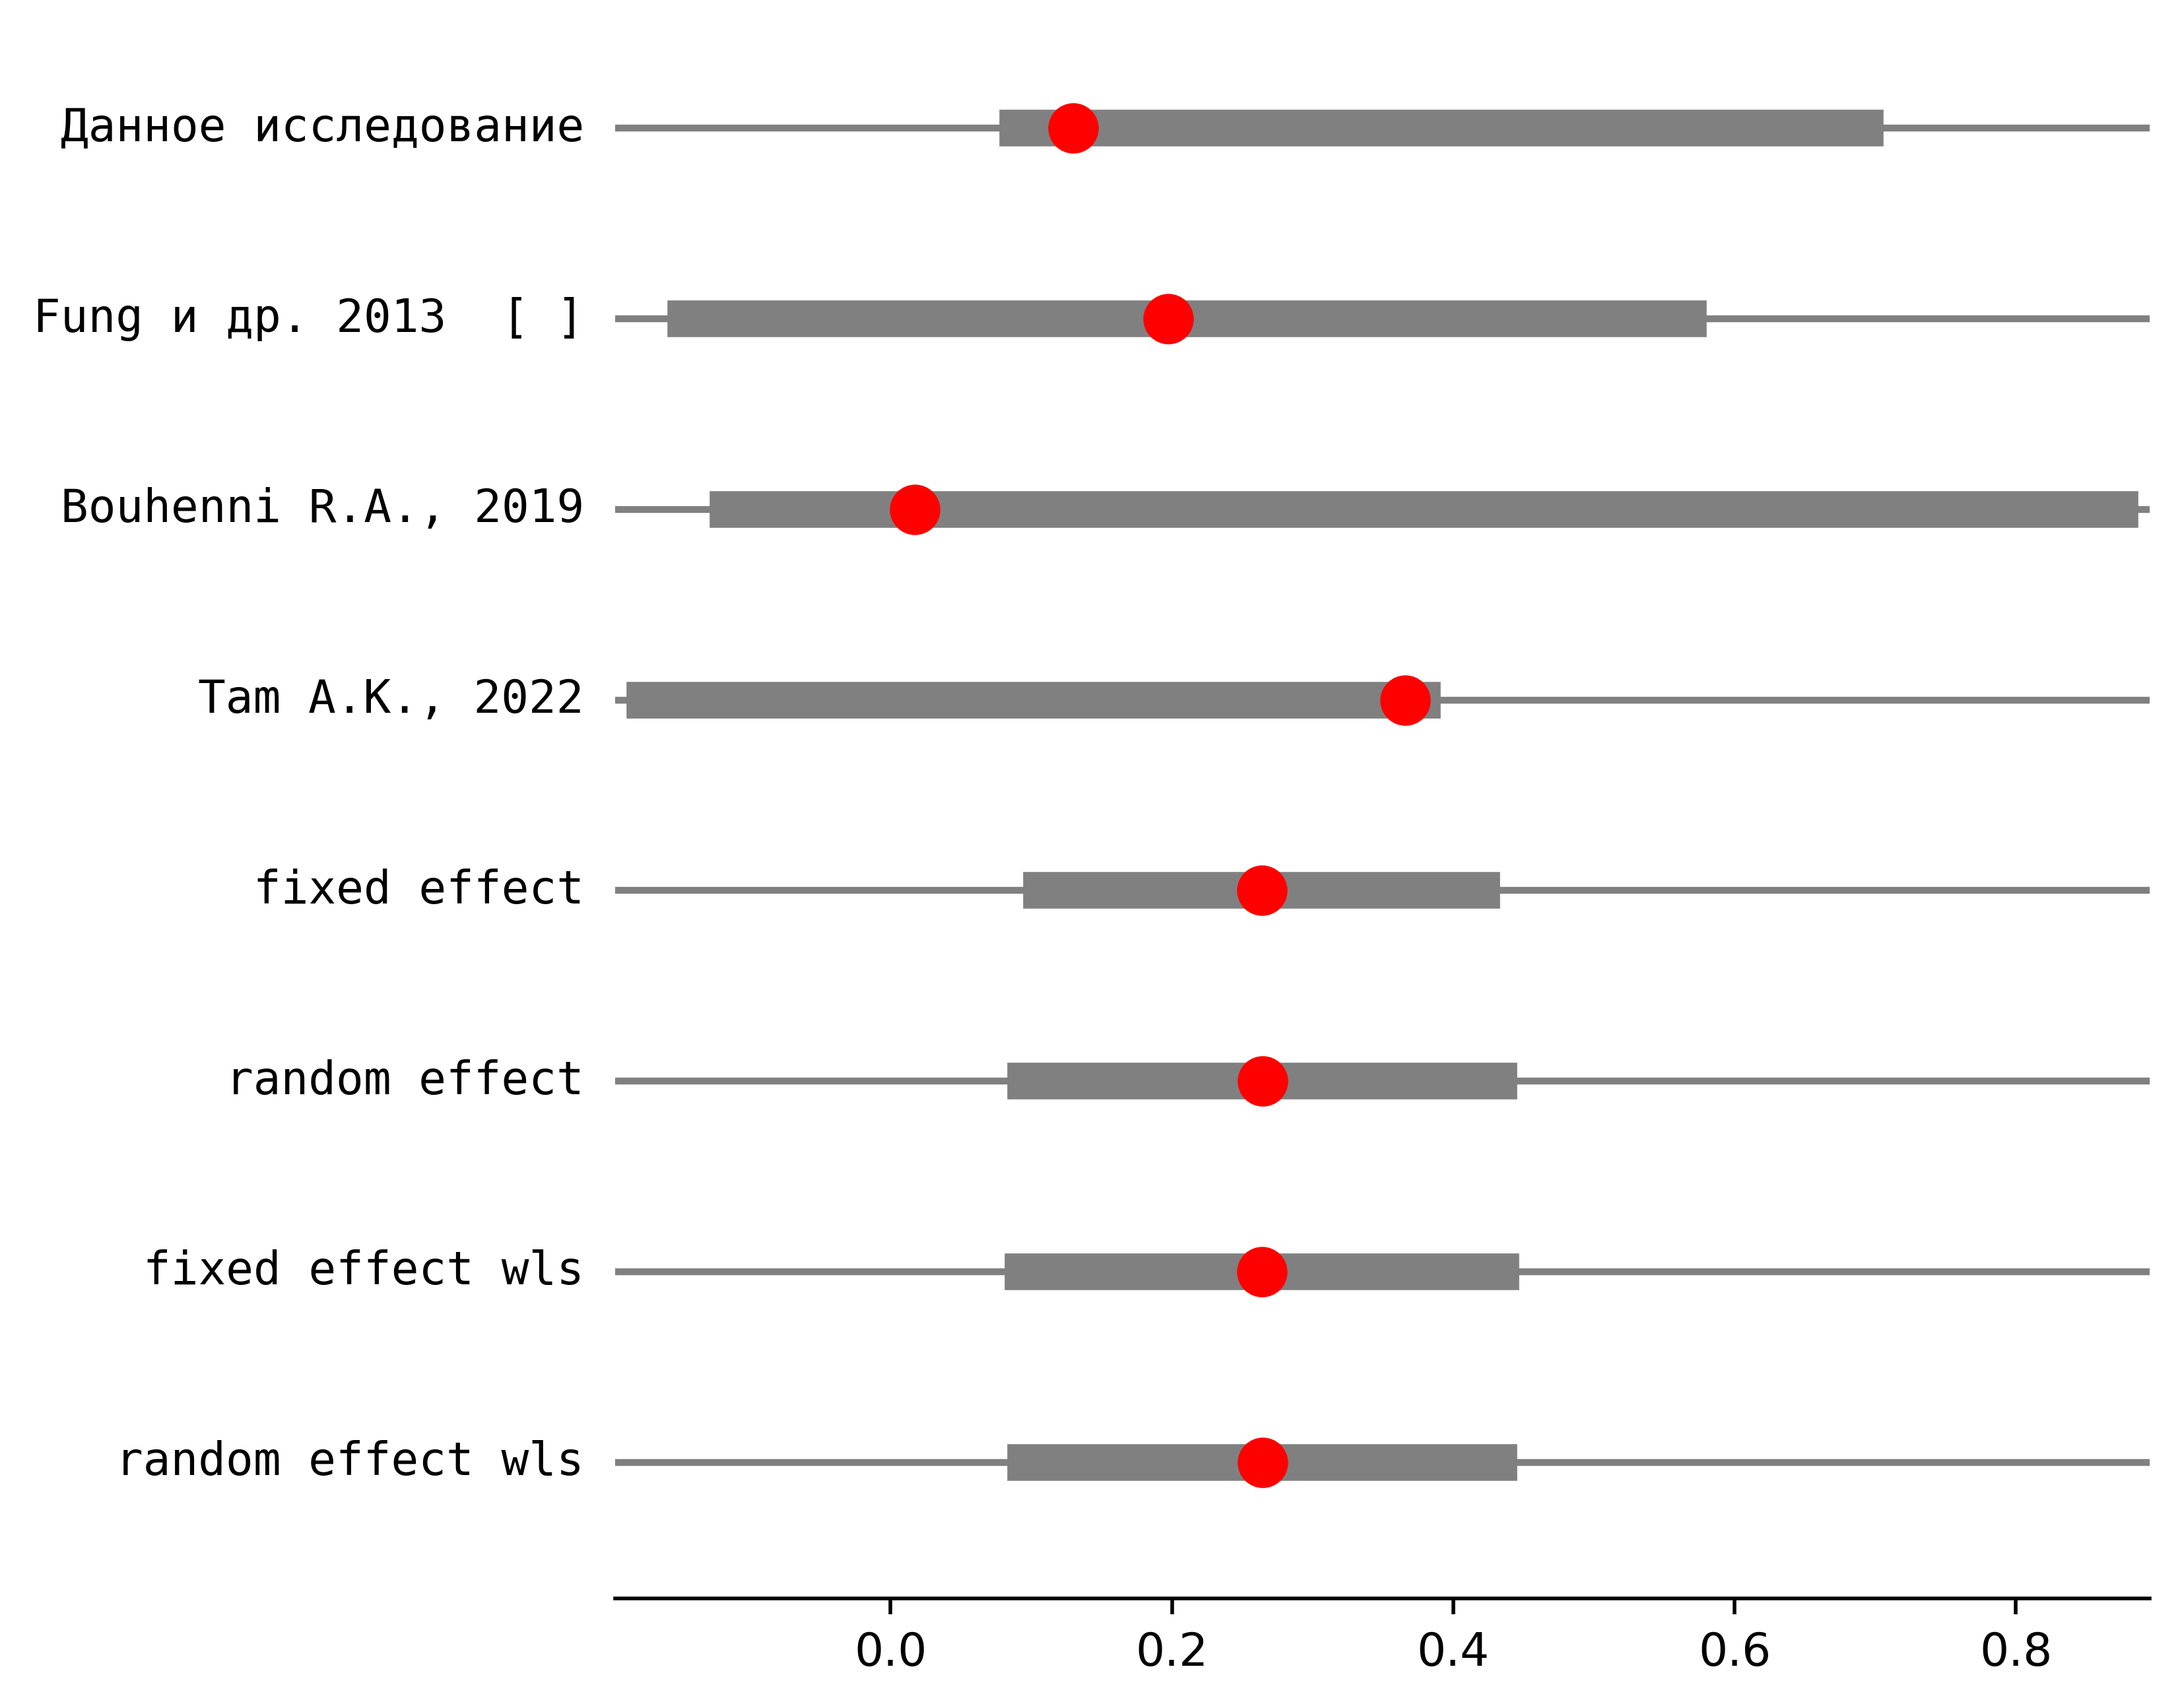 Данное исследование
Fung и др. 2013  [ ]
Bouhenni R.A., 2019
Tam A.K., 2022
fixed effect
random effect
fixed effect wls
random effect wls
0.0 0.2 0.4 0.6 0.8